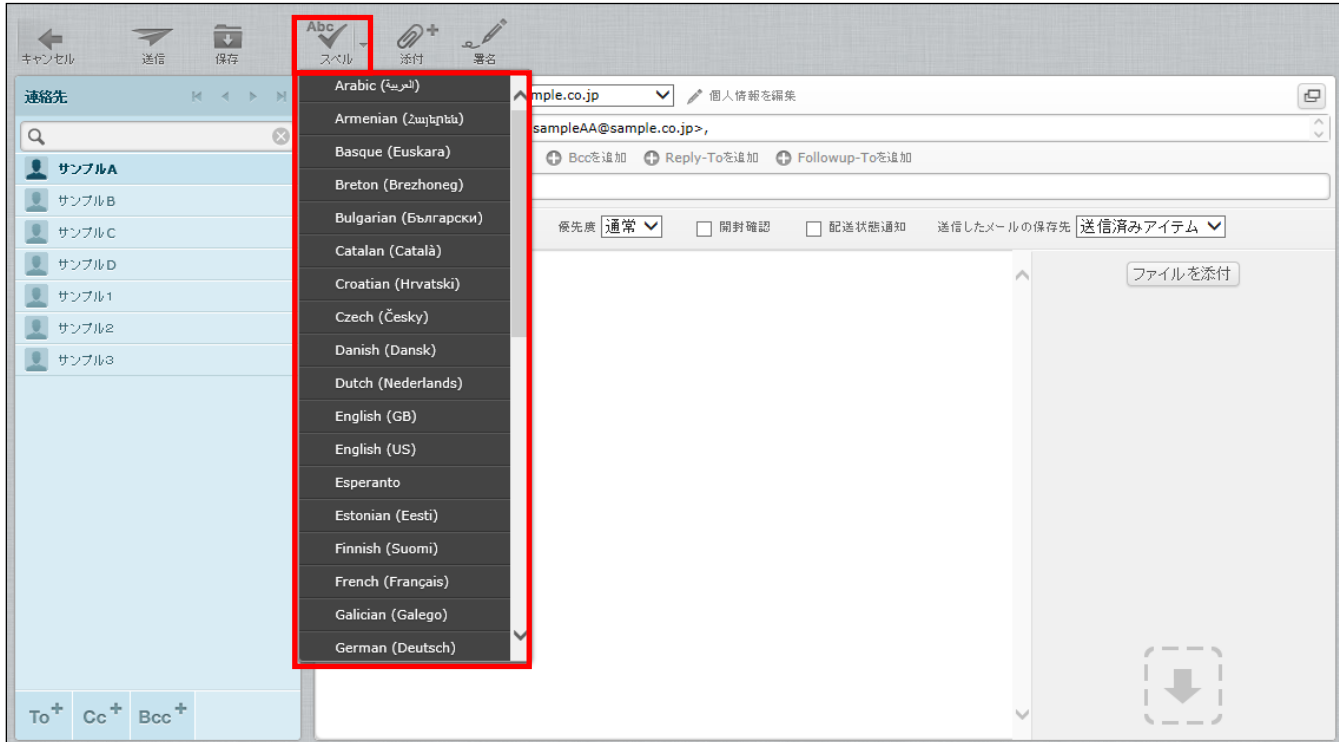 Abc
キャンセル 送信 保存 スペル 添付 署名
連絡先
mple.co.jp 個人情報を編集
sampleAA@sample.co.jp>,
Bccを追加 Reply-Toを追加 Followup-Toを追加
優先度 通常 開封確認 配送状態通知 送信したメールの保存先 送信済みアイテム
ファイルを添付
サンプルA
サンプルB
サンプルC
サンプルD
サンプル1
サンプル2
サンプル3
Arabic (العربية)
Armenian (Հայերեն)
Basque (Euskara)
Breton (Brezhoneg)
Bulgarian (Български)
Catalan (Català)
Croatian (Hrvatski)
Czech (Česky)
Danish (Dansk)
Dutch (Nederlands)
English (GB)
English (US)
Esperanto
Estonian (Eesti)
Finnish (Suomi)
French (Français)
Galician (Galego)
German (Deutsch)
To+ Cc+ Bcc+